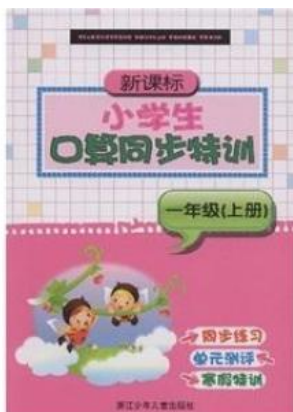 新课标
小学生
口算同步特训
一年级(上册)
同步练习
单元测评
寒假特训
浙江少年儿童出版社